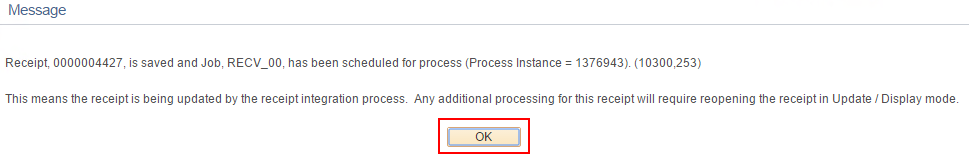 Message
Receipt, 0000004427, is saved and Job, RECV_00, has been scheduled for process (Process Instance = 1376943). (10300,253)
This means the receipt is being updated by the receipt integration process.  Any additional processing for this receipt will require reopening the receipt in Update / Display mode.
OK